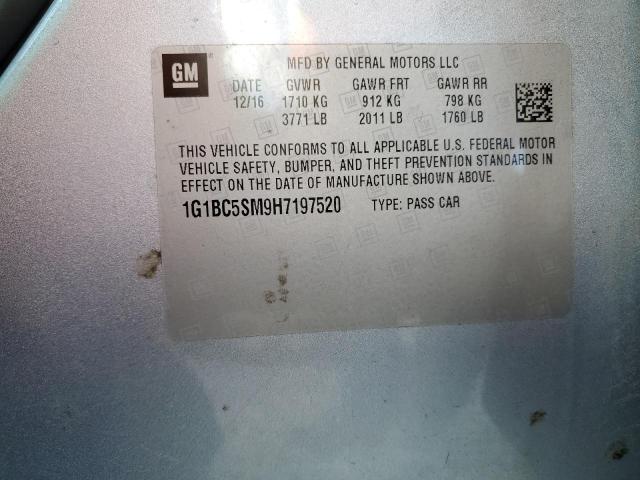 GM
MFD BY GENERAL MOTORS LLC
DATE GVWR GAWR FRT GAWR RR
12/16 1710 KG 912 KG 798 KG
3771 LB 2011 LB 1760 LB
THIS VEHICLE CONFORMS TO ALL APPLICABLE U.S. FEDERAL MOTOR
VEHICLE SAFETY, BUMPER, AND THEFT PREVENTION STANDARDS IN
EFFECT ON THE DATE OF MANUFACTURE SHOWN ABOVE.
1G1BC5SM9H7197520 TYPE: PASS CAR